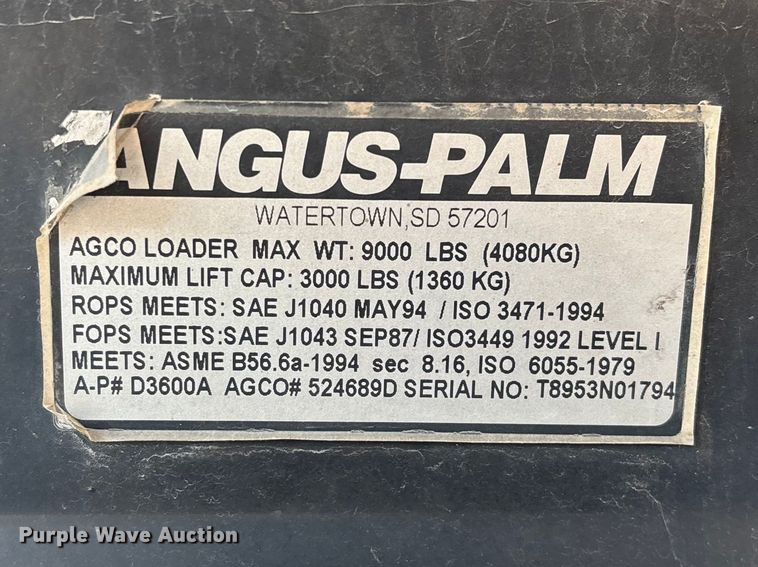 ANGUS-PALM
WATERTOWN,SD 57201
AGCO LOADER MAX WT: 9000 LBS (4080KG)
MAXIMUM LIFT CAP: 3000 LBS (1360 KG)
ROPS MEETS: SAE J1040 MAY94 / ISO 3471-1994
FOPS MEETS:SAE J1043 SEP87/ ISO3449 1992 LEVEL I
MEETS: ASME B56.6a-1994 sec 8.16, ISO 6055-1979
A-P# D3600A AGCO# 524689D SERIAL NO: T8953N01794
Purple Wave Auction